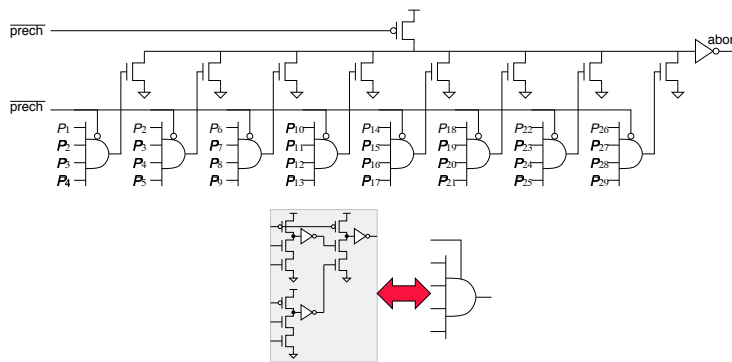 prech
abor
prech
P1 P2 P6 P10 P14 P18 P22 P26
P2 P3 P7 P11 P15 P19 P23 P27
P3 P4 P8 P12 P16 P20 P24 P28
P4 P5 P9 P13 P17 P21 P25 P29